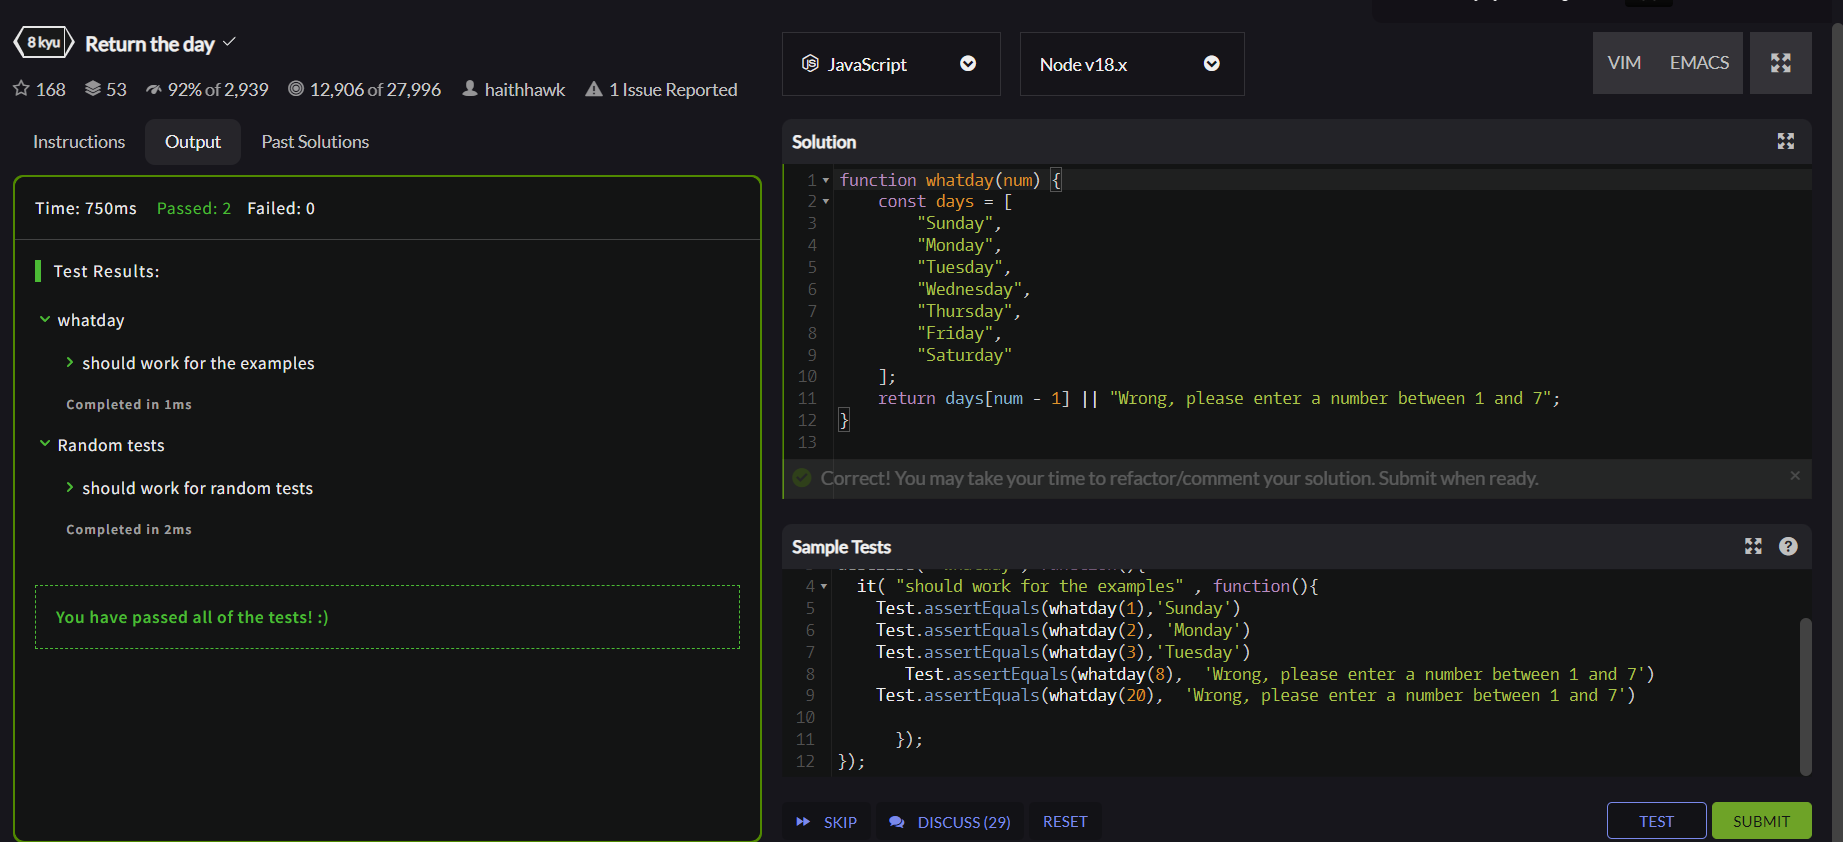 8 kyu Return the day
168 53 92% of 2,939 12,906 of 27,996 haithhawk 1 Issue Reported
Instructions Output Past Solutions
Time: 750ms Passed: 2 Failed: 0
Test Results:
whatday
should work for the examples
Completed in 1ms
Random tests
should work for random tests
Completed in 2ms
You have passed all of the tests! :)
JS JavaScript Node v18.x VIM EMACS
Solution
1 function whatday(num) {
2 const days = [
3 "Sunday",
4 "Monday",
5 "Tuesday",
6 "Wednesday",
7 "Thursday",
8 "Friday",
9 "Saturday"
10 ];
11 return days[num - 1] || "Wrong, please enter a number between 1 and 7";
12 }
13
Correct! You may take your time to refactor/comment your solution. Submit when ready. ×
Sample Tests ?
4 it( "should work for the examples" , function(){
5 Test.assertEquals(whatday(1),'Sunday')
6 Test.assertEquals(whatday(2), 'Monday')
7 Test.assertEquals(whatday(3),'Tuesday')
8 Test.assertEquals(whatday(8), 'Wrong, please enter a number between 1 and 7')
9 Test.assertEquals(whatday(20), 'Wrong, please enter a number between 1 and 7')
10
11 });
12 });
SKIP DISCUSS (29) RESET TEST SUBMIT